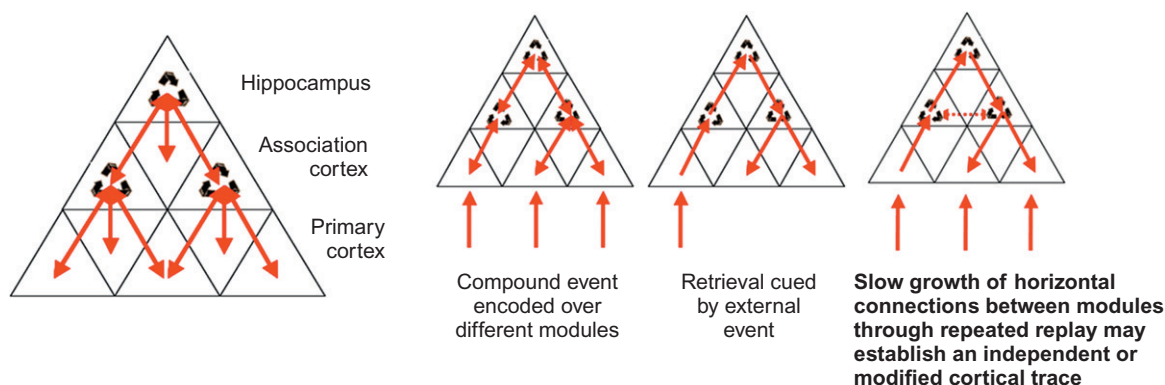 Hippocampus
Association
cortex
Primary
cortex
Compound event
encoded over
different modules
Retrieval cued
by external
event
Slow growth of horizontal
connections between modules
through repeated replay may
establish an independent or
modified cortical trace